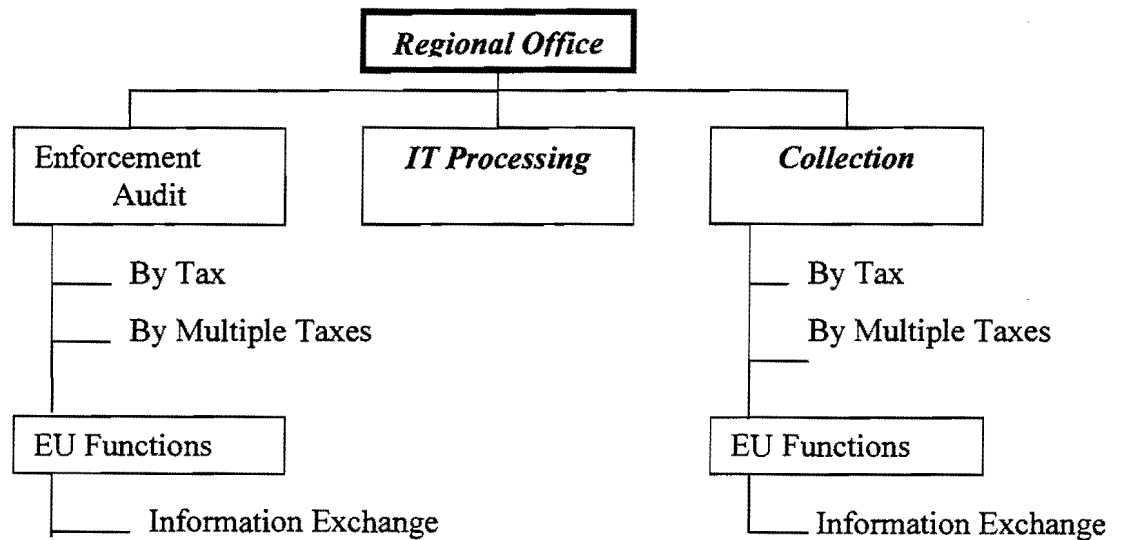 Regional Office
Enforcement
Audit
IT Processing
Collection
By Tax
By Multiple Taxes
EU Functions
Information Exchange
By Tax
By Multiple Taxes
EU Functions
Information Exchange